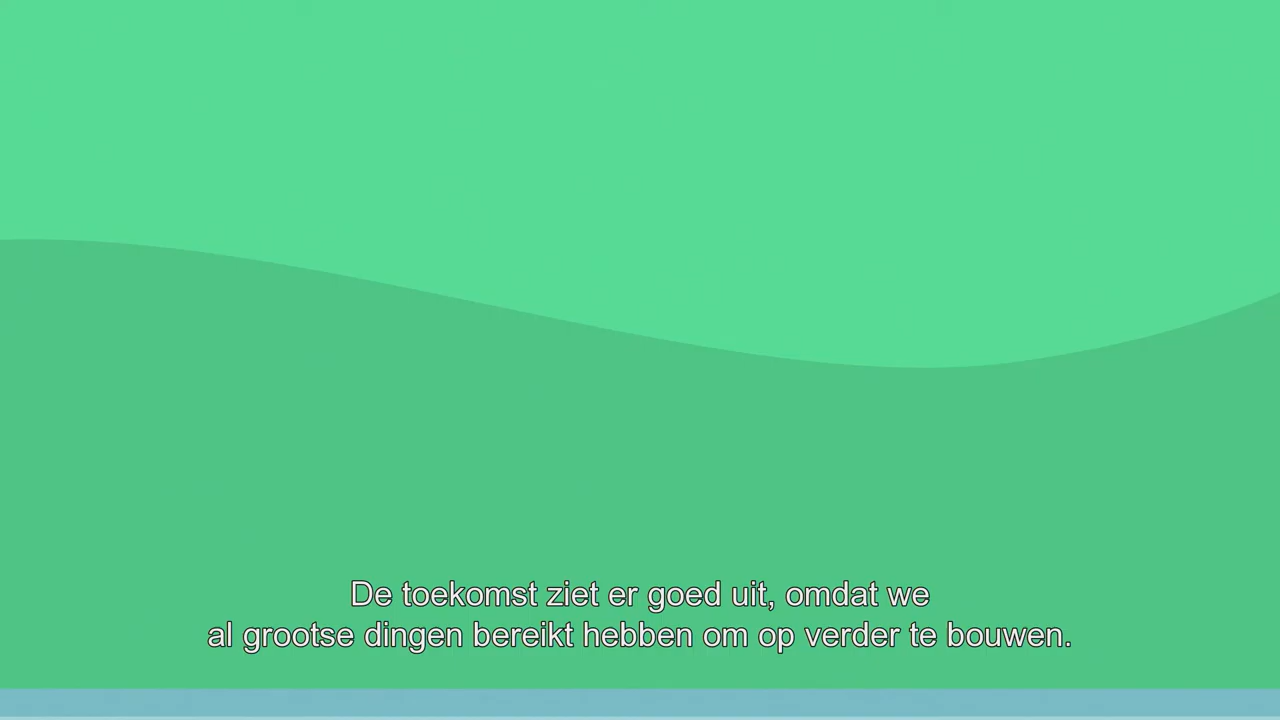 De toekomst ziet er goed uit, omdat we
al grootse dingen bereikt hebben om op verder te bouwen.